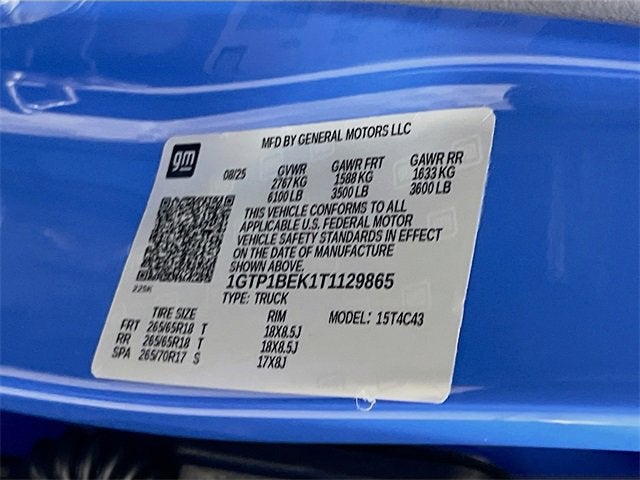 MFD BY GENERAL MOTORS LLC
gm
08/25 GVWR GAWR FRT GAWR RR
2767 KG 1588 KG 1633 KG
6100 LB 3500 LB 3600 LB
THIS VEHICLE CONFORMS TO ALL
APPLICABLE U.S. FEDERAL MOTOR
VEHICLE SAFETY STANDARDS IN EFFECT
ON THE DATE OF MANUFACTURE
SHOWN ABOVE.
225K
1GTP1BEK1T1129865
TYPE: TRUCK
TIRE SIZE RIM MODEL: 15T4C43
FRT 265/65R18 T 18X8.5J
RR 265/65R18 T 18X8.5J
SPA 265/70R17 S 17X8J